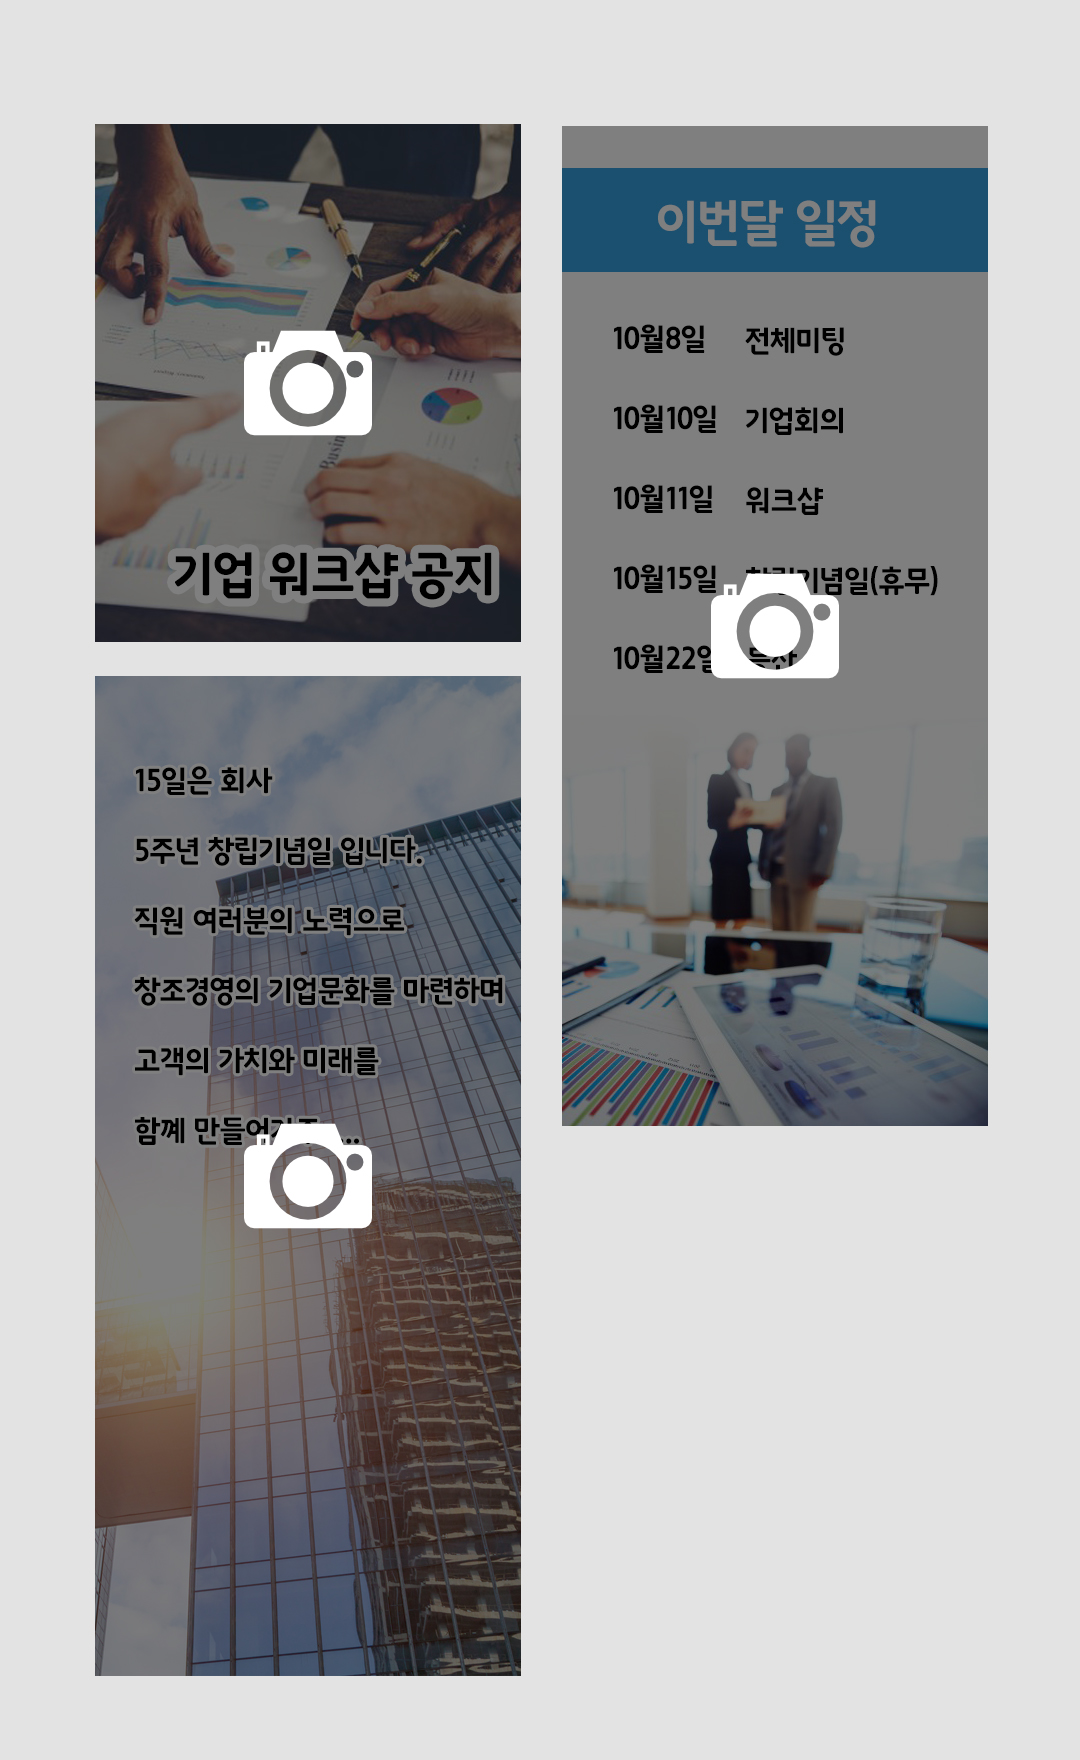 기업 워크샵 공지
15일은 회사
5주년 창립기념일 입니다.
직원 여러분의 노력으로
창조경영의 기업문화를 마련하며
고객의 가치와 미래를
함께 만들어
이번달 일정
10월8일 전체미팅
10월10일 기업회의
10월11일 워크샵
10월15일 창립기념일(휴무)
10월22일